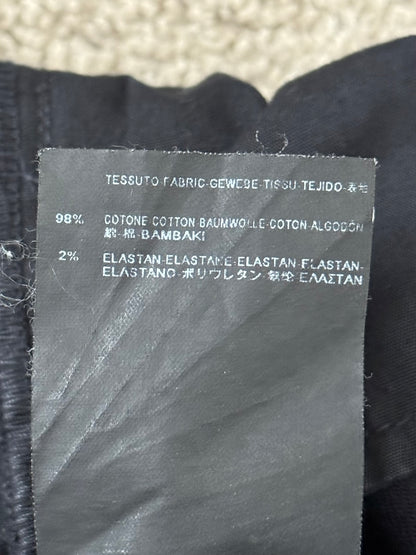 TESSUTO FABRIC-GEWEBE-TISSU-TEJIDO-表地
98% COTONE COTTON-BAUMWOLLE-COTON-ALGODÓN
綿-棉-BAMBAKI
2% ELASTAN-ELASTANE-ELASTAN-ELASTAN-
ELASTANO-ポリウレタン-氨纶 ΕΛΑΣΤΑΝ